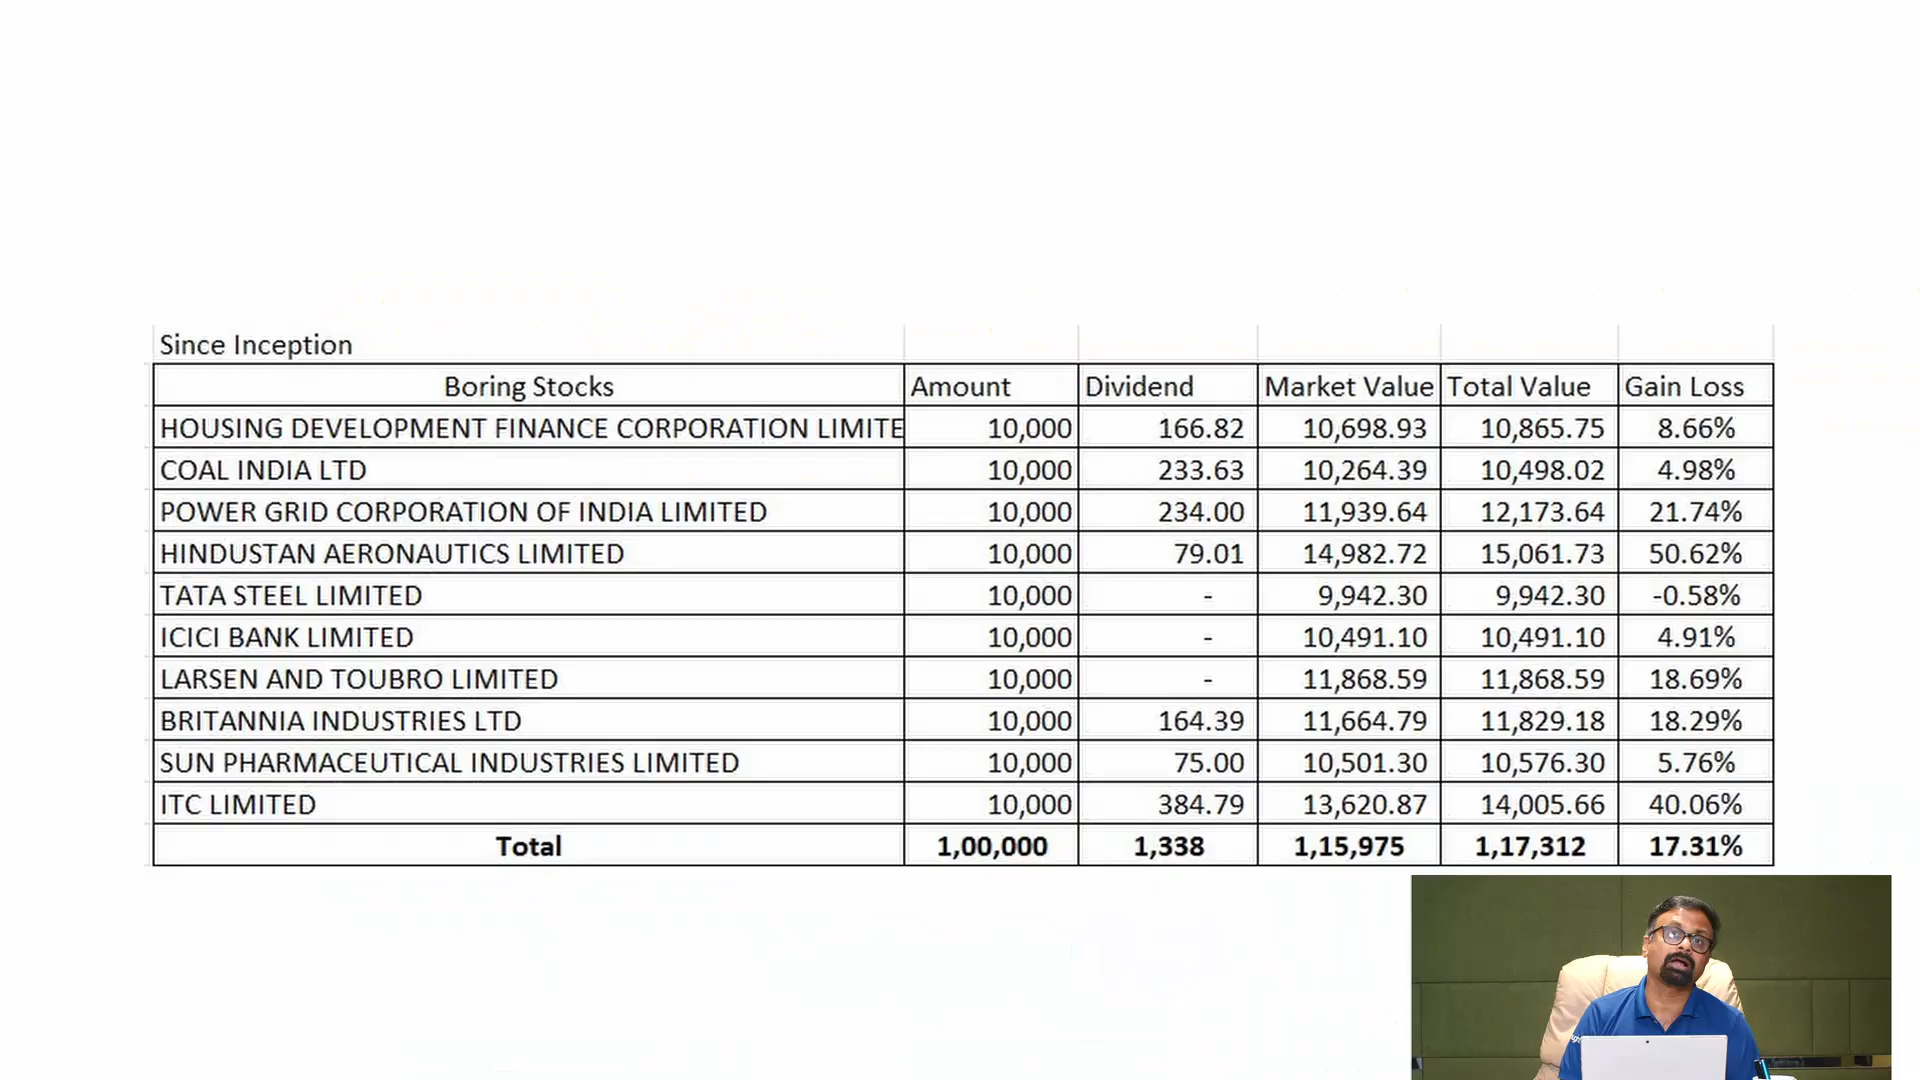 Since Inception
Boring Stocks Amount Dividend Market Value Total Value Gain Loss
HOUSING DEVELOPMENT FINANCE CORPORATION LIMITE 10,000 166.82 10,698.93 10,865.75 8.66%
COAL INDIA LTD 10,000 233.63 10,264.39 10,498.02 4.98%
POWER GRID CORPORATION OF INDIA LIMITED 10,000 234.00 11,939.64 12,173.64 21.74%
HINDUSTAN AERONAUTICS LIMITED 10,000 79.01 14,982.72 15,061.73 50.62%
TATA STEEL LIMITED 10,000 - 9,942.30 9,942.30 -0.58%
ICICI BANK LIMITED 10,000 - 10,491.10 10,491.10 4.91%
LARSEN AND TOUBRO LIMITED 10,000 - 11,868.59 11,868.59 18.69%
BRITANNIA INDUSTRIES LTD 10,000 164.39 11,664.79 11,829.18 18.29%
SUN PHARMACEUTICAL INDUSTRIES LIMITED 10,000 75.00 10,501.30 10,576.30 5.76%
ITC LIMITED 10,000 384.79 13,620.87 14,005.66 40.06%
Total 1,00,000 1,338 1,15,975 1,17,312 17.31%